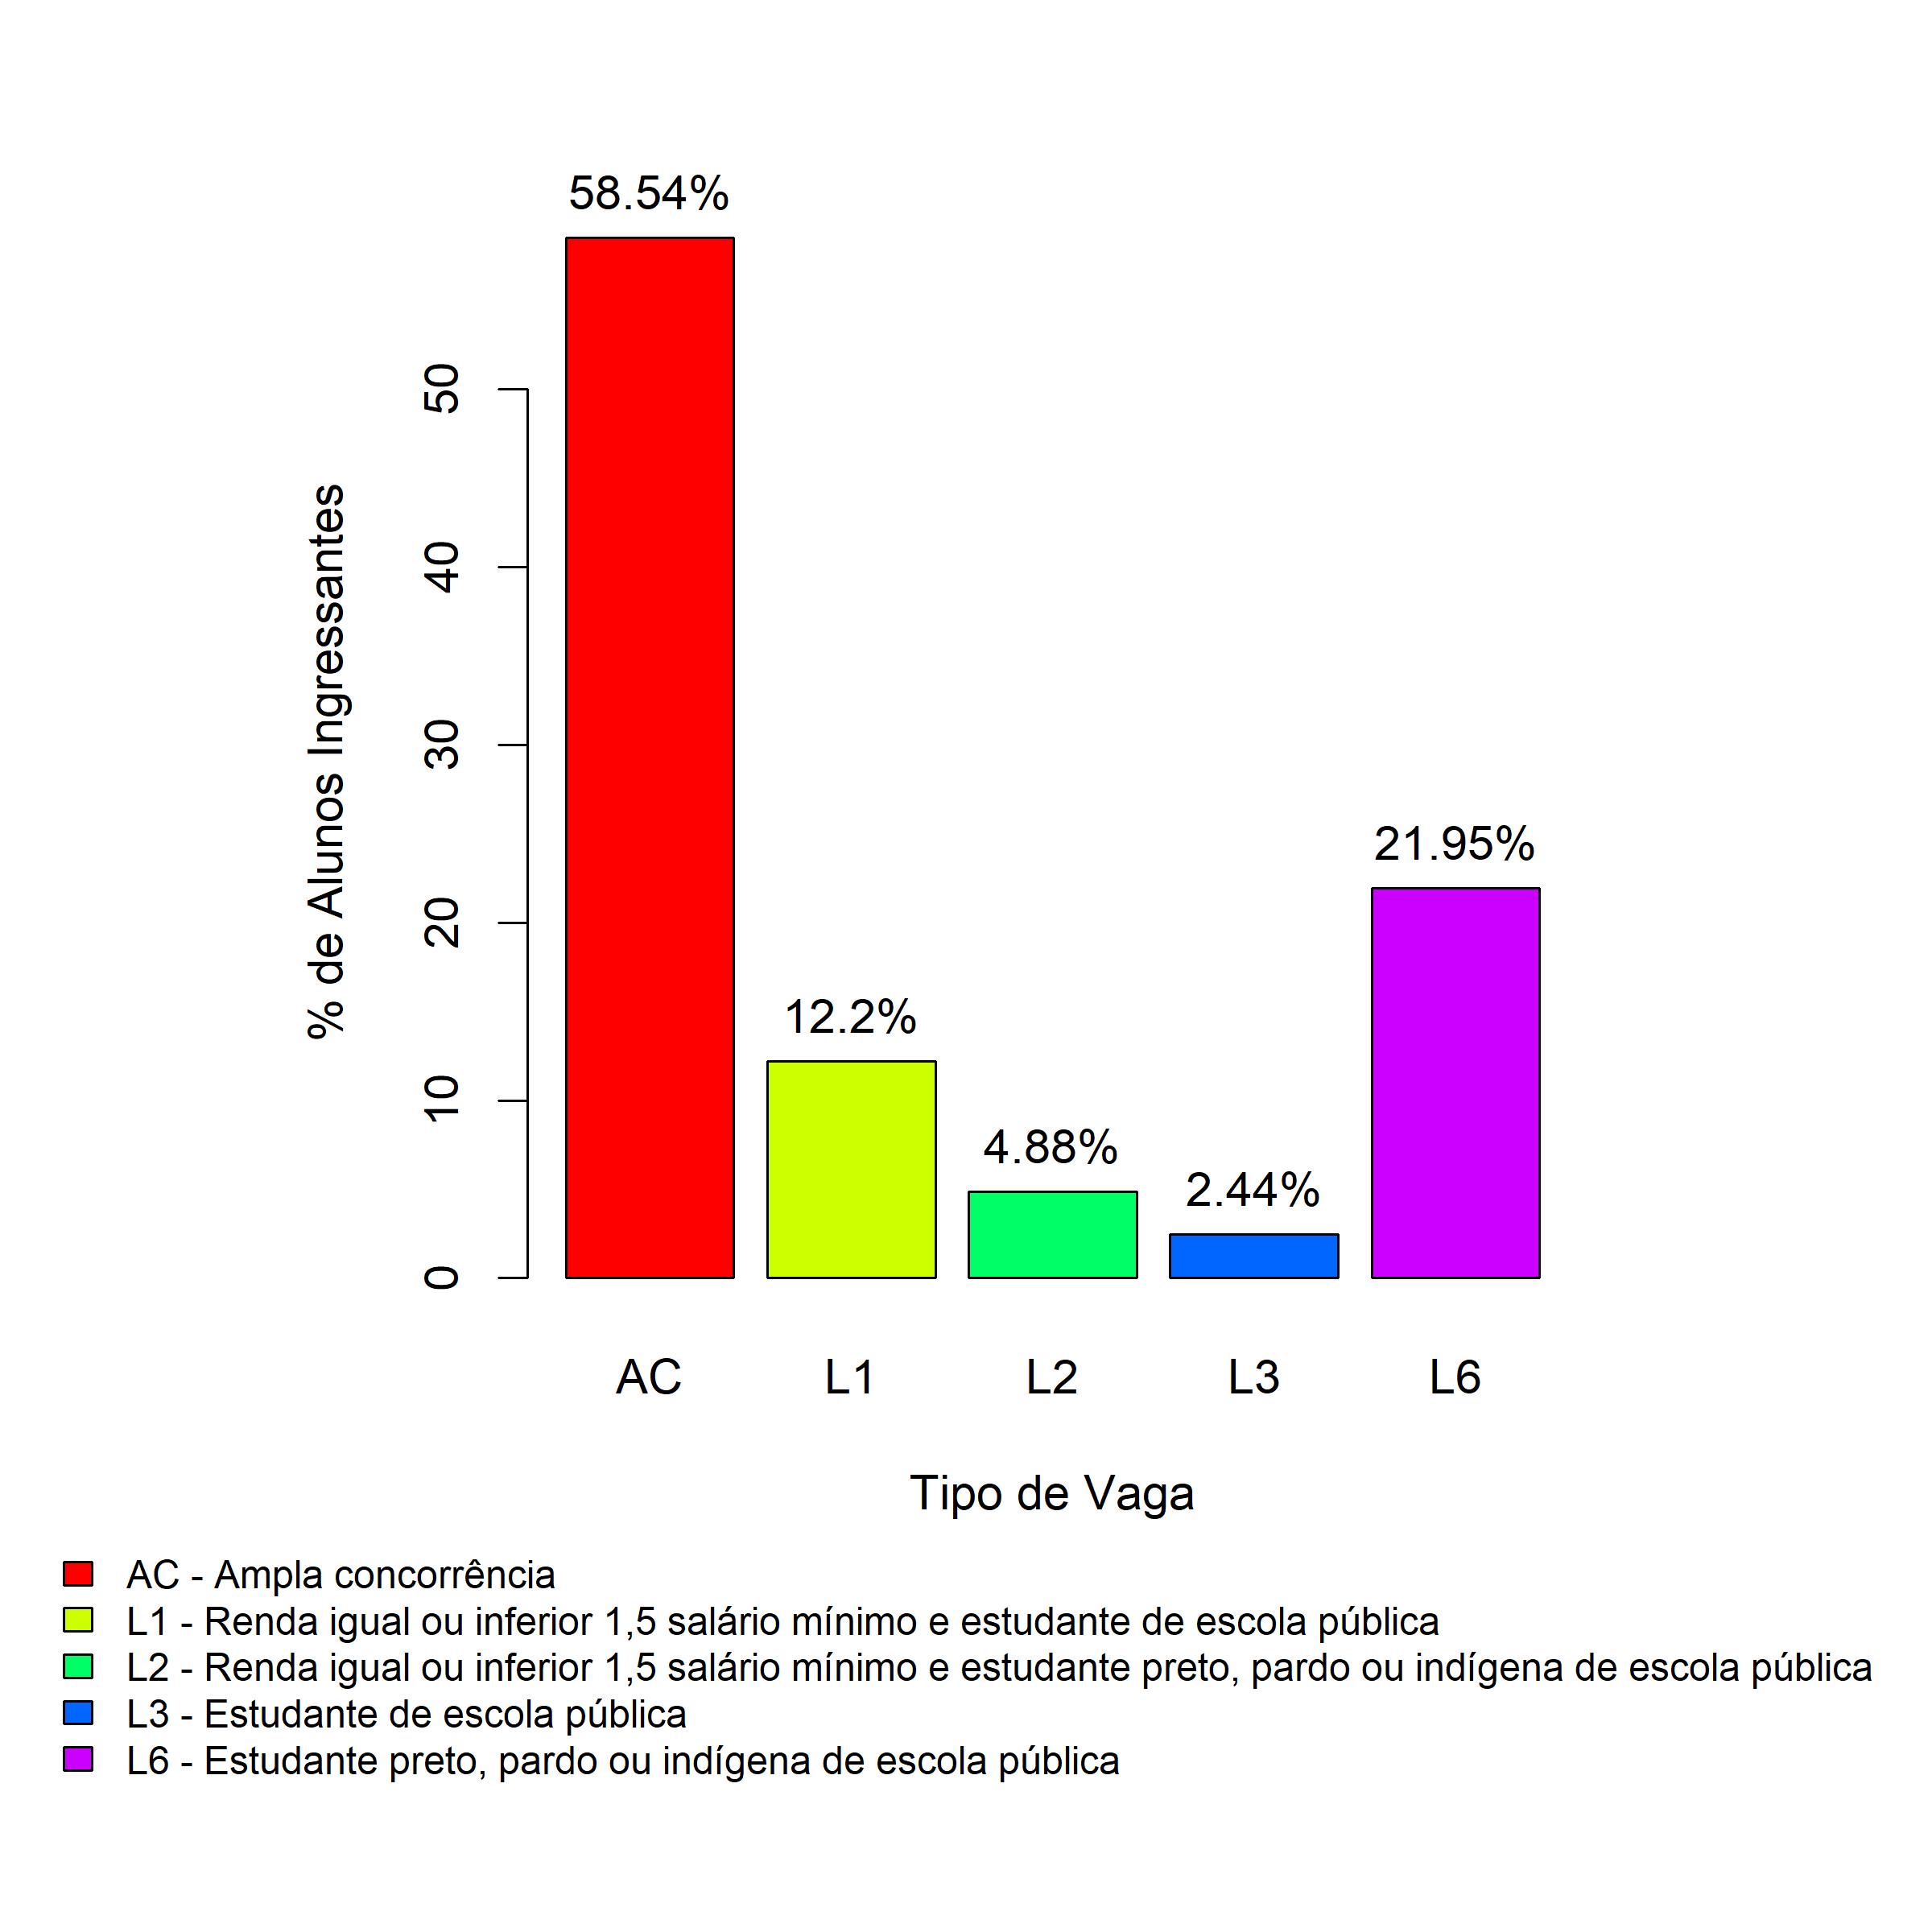 58.54%
50
40
30
20
10
0
% de Alunos Ingressantes
21.95%
12.2%
4.88%
2.44%
AC L1 L2 L3 L6
Tipo de Vaga
AC - Ampla concorrência
L1 - Renda igual ou inferior 1,5 salário mínimo e estudante de escola pública
L2 - Renda igual ou inferior 1,5 salário mínimo e estudante preto, pardo ou indígena de escola pública
L3 - Estudante de escola pública
L6 - Estudante preto, pardo ou indígena de escola pública